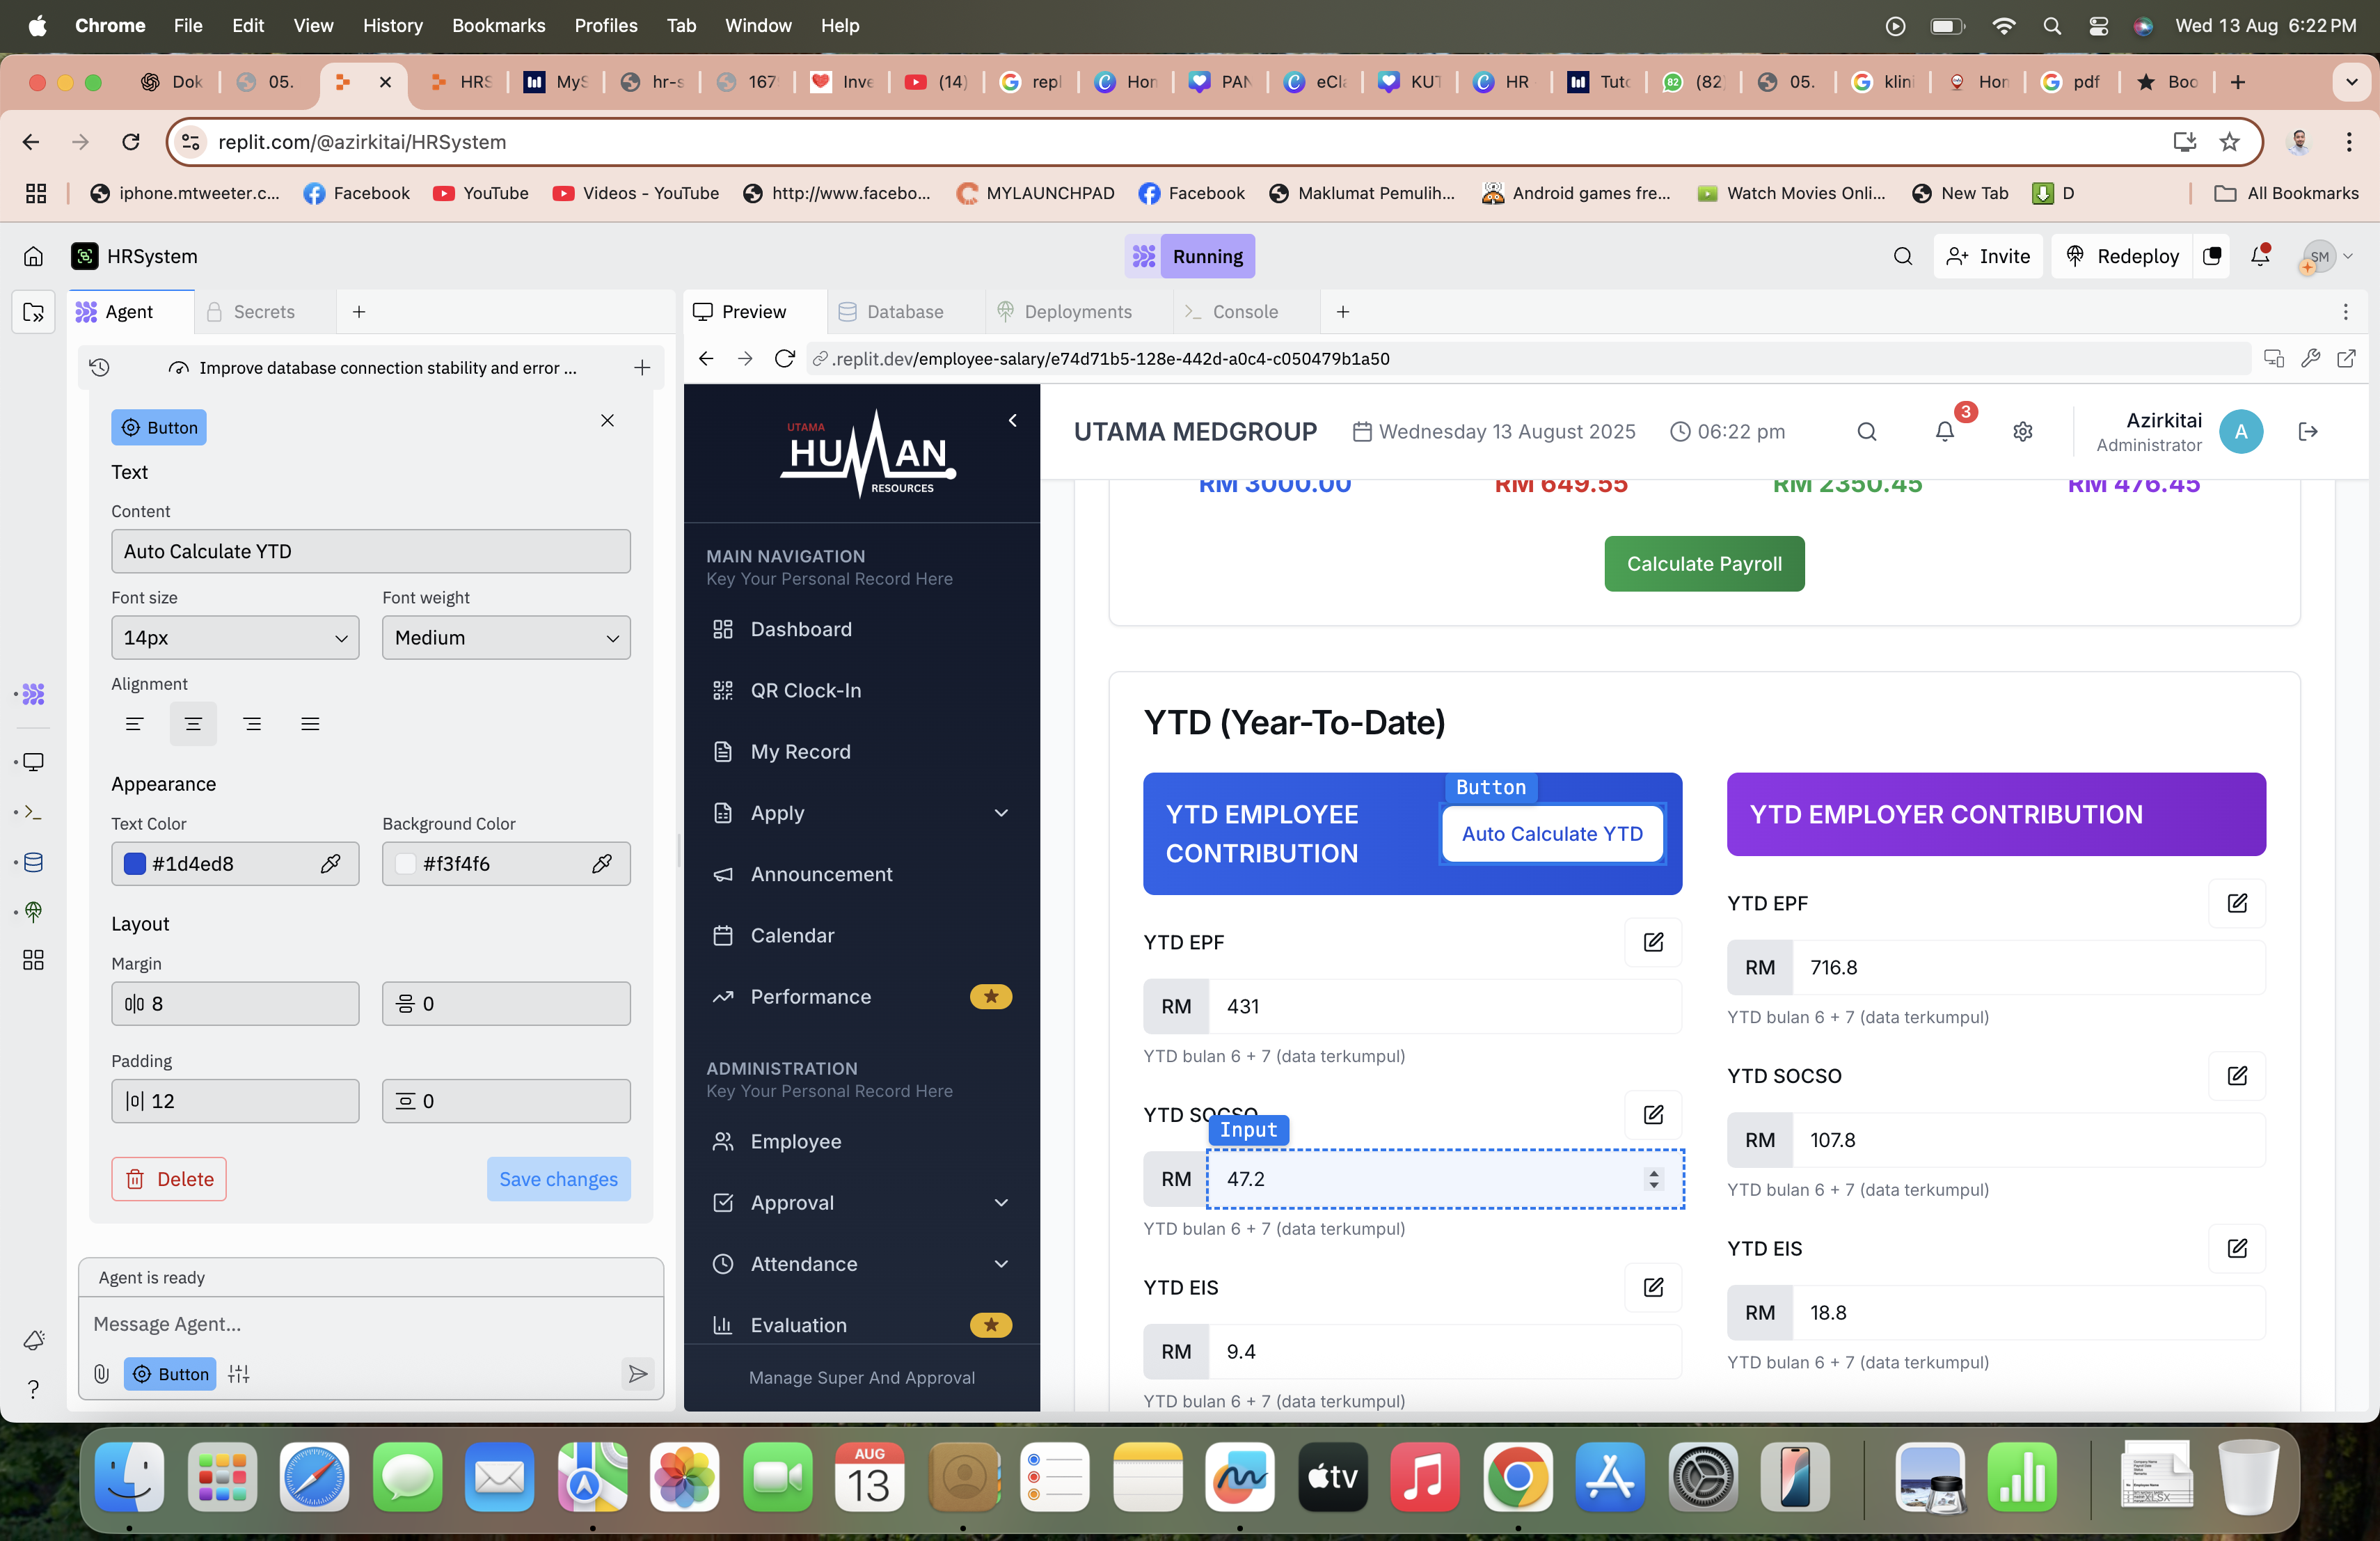 Chrome File Edit View History Bookmarks Profiles Tab Window Help Wed 13 Aug 6:22 PM
Dok 05. HRS MyS hr-s 167 Inve (14) repl Hon PAN eCla KUT HR Tuto (82) 05. klini Hon pdf Boo
replit.com/@azirkitai/HRSystem
iphone.mtweeter.c... Facebook YouTube Videos - YouTube http://www.facebo... MYLAUNCHPAD Facebook Maklumat Pemulih... Android games fre... Watch Movies Onli... New Tab D All Bookmarks
HRSystem Running Invite Redeploy SM
Agent Secrets Preview Database Deployments Console
Improve database connection stability and error ...
.replit.dev/employee-salary/e74d71b5-128e-442d-a0c4-c050479b1a50
Button
Text
Content
Auto Calculate YTD
Font size Font weight
14px Medium
Alignment
Appearance
Text Color Background Color
#1d4ed8 #f3f4f6
Layout
Margin
8 0
Padding
12 0
Delete Save changes
Agent is ready
Message Agent...
Button
UTAMA
HUMAN
RESOURCES
MAIN NAVIGATION
Key Your Personal Record Here
Dashboard
QR Clock-In
My Record
Apply
Announcement
Calendar
Performance
ADMINISTRATION
Key Your Personal Record Here
Employee
Approval
Attendance
Evaluation
Manage Super And Approval
UTAMA MEDGROUP Wednesday 13 August 2025 06:22 pm 3 Azirkitai A
Administrator
RM 3000.00 RM 649.55 RM 2350.45 RM 476.45
Calculate Payroll
YTD (Year-To-Date)
Button
YTD EMPLOYEE
CONTRIBUTION
Auto Calculate YTD
YTD EPF
RM 431
YTD bulan 6 + 7 (data terkumpul)
YTD SOCSO
Input
RM 47.2
YTD bulan 6 + 7 (data terkumpul)
YTD EIS
RM 9.4
YTD bulan 6 + 7 (data terkumpul)
YTD EMPLOYER CONTRIBUTION
YTD EPF
RM 716.8
YTD bulan 6 + 7 (data terkumpul)
YTD SOCSO
RM 107.8
YTD bulan 6 + 7 (data terkumpul)
YTD EIS
RM 18.8
YTD bulan 6 + 7 (data terkumpul)
AUG
13
tv